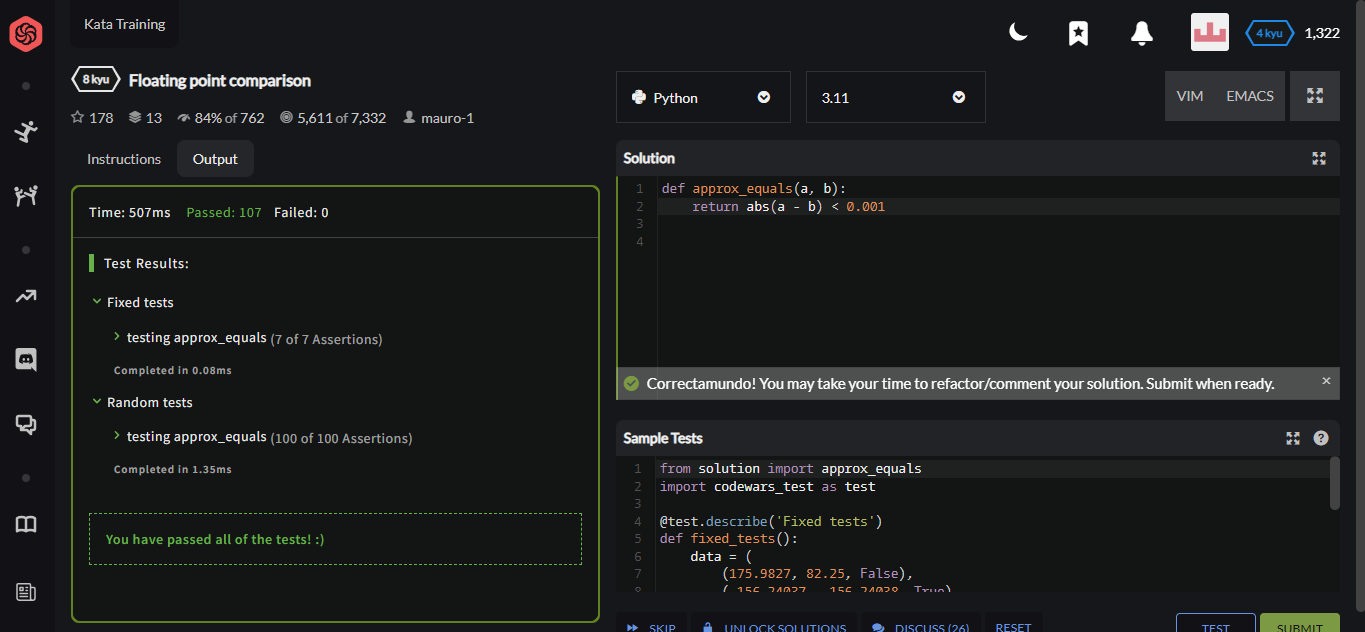 Kata Training
4 kyu 1,322
8 kyu Floating point comparison
178 13 84% of 762 5,611 of 7,332 mauro-1
Instructions Output
Time: 507ms Passed: 107 Failed: 0
Test Results:
Fixed tests
testing approx_equals (7 of 7 Assertions)
Completed in 0.08ms
Random tests
testing approx_equals (100 of 100 Assertions)
Completed in 1.35ms
You have passed all of the tests! :)
Python 3.11 VIM EMACS
Solution
1 def approx_equals(a, b):
2 return abs(a - b) < 0.001
3
4
Correctamundo! You may take your time to refactor/comment your solution. Submit when ready. ×
Sample Tests ?
1 from solution import approx_equals
2 import codewars_test as test
3
4 @test.describe('Fixed tests')
5 def fixed_tests():
6 data = (
7 (175.9827, 82.25, False),
8 (-156.24037, -156.24038, True)
SKIP UNLOCK SOLUTIONS DISCUSS (26) RESET TEST SUBMIT